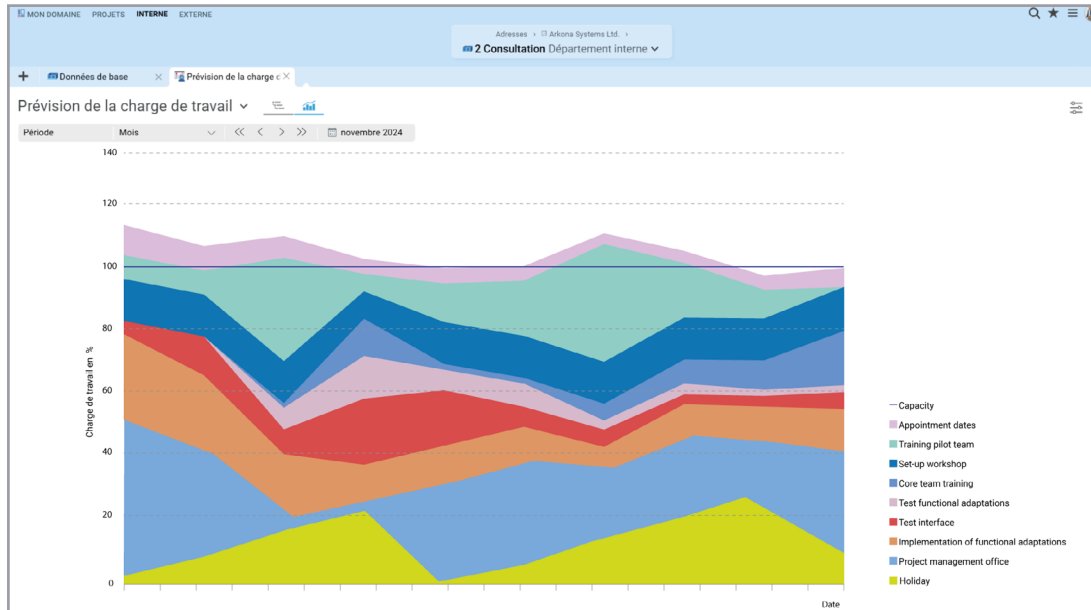 MON DOMAINE PROJETS INTERNE EXTERNE
Adresses › Arkona Systems Ltd. ›
2 Consultation Département interne
+ Données de base × Prévision de la charge d ×
Prévision de la charge de travail
Période Mois novembre 2024
140
120
100
80
60
40
20
0
Charge de travail en %
Date
Capacity
Appointment dates
Training pilot team
Set-up workshop
Core team training
Test functional adaptations
Test interface
Implementation of functional adaptations
Project management office
Holiday